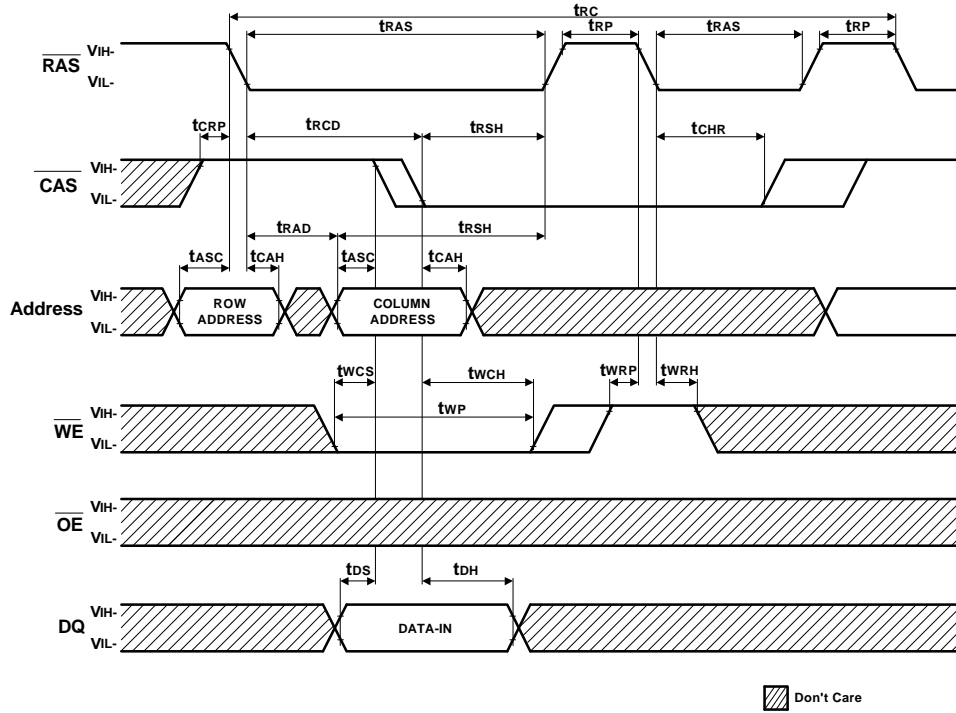 tRC
tRAS tRP tRAS tRP
RAS VIH-
VIL-
tCRP tRCD tRSH tCHR
CAS VIH-
VIL-
tRAD tRSH
tASC tCAH tASC tCAH
Address VIH-
VIL-
ROW ADDRESS
COLUMN ADDRESS
tWCS tWCH tWRP tWRH
tWP
WE VIH-
VIL-
OE VIH-
VIL-
tDS tDH
DQ VIH-
VIL-
DATA-IN
Don't Care